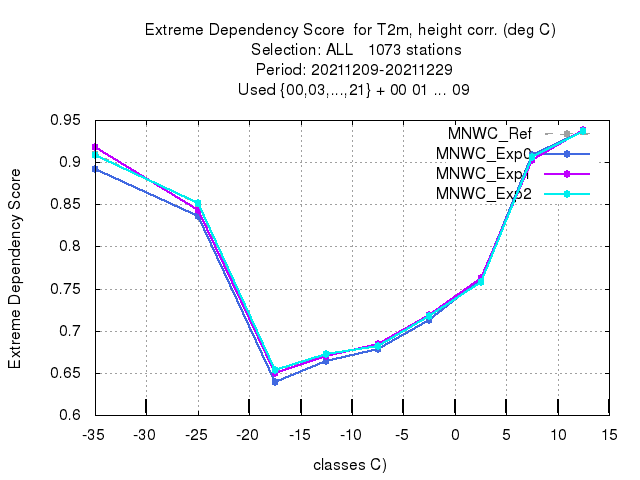 Extreme Dependency Score for T2m, height corr. (deg C)
Selection: ALL 1073 stations
Period: 20211209-20211229
Used {00,03,...,21} + 00 01 ... 09
0.95
0.9
0.85
0.8
0.75
0.7
0.65
0.6
Extreme Dependency Score
MNWC_Ref
MNWC_Exp0
MNWC_Exp1
MNWC_Exp2
-35 -30 -25 -20 -15 -10 -5 0 5 10 15
classes C)